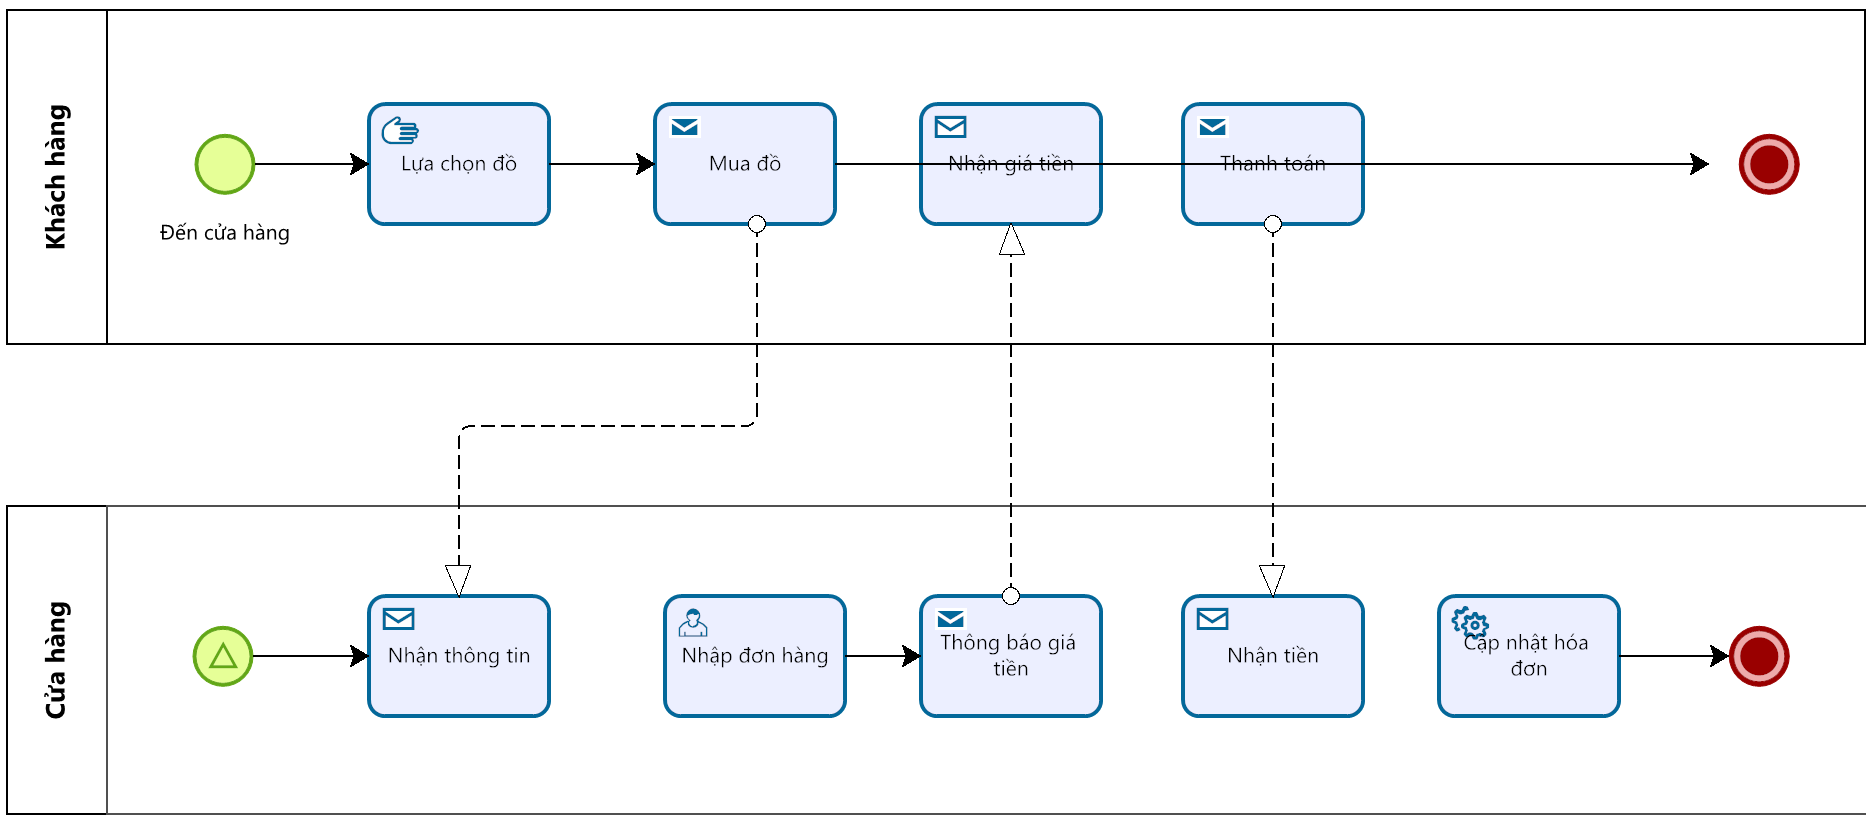 Khách hàng
Đến cửa hàng
Lựa chọn đồ
Mua đồ
Nhận giá tiền
Thanh toán
Cửa hàng
Nhận thông tin
Nhập đơn hàng
Thông báo giá
tiền
Nhận tiền
Cập nhật hóa
đơn